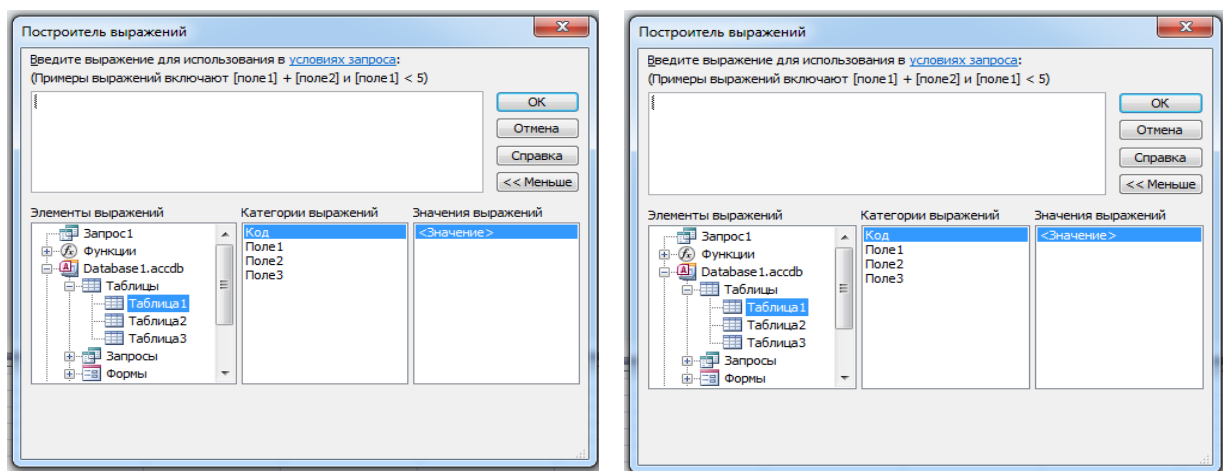 Построитель выражений
Введите выражение для использования в условиях запроса:
(Примеры выражений включают [поле1] + [поле2] и [поле1] < 5)
ОК
Отмена
Справка
<< Меньше
Элементы выражений
Категории выражений
Значения выражений
Запрос1
Функции
Database1.accdb
Таблицы
Таблица1
Таблица2
Таблица3
Запросы
Формы
Код
Поле1
Поле2
Поле3
<Значение>
Построитель выражений
Введите выражение для использования в условиях запроса:
(Примеры выражений включают [поле1] + [поле2] и [поле1] < 5)
ОК
Отмена
Справка
<< Меньше
Элементы выражений
Категории выражений
Значения выражений
Запрос1
Функции
Database1.accdb
Таблицы
Таблица1
Таблица2
Таблица3
Запросы
Формы
Код
Поле1
Поле2
Поле3
<Значение>